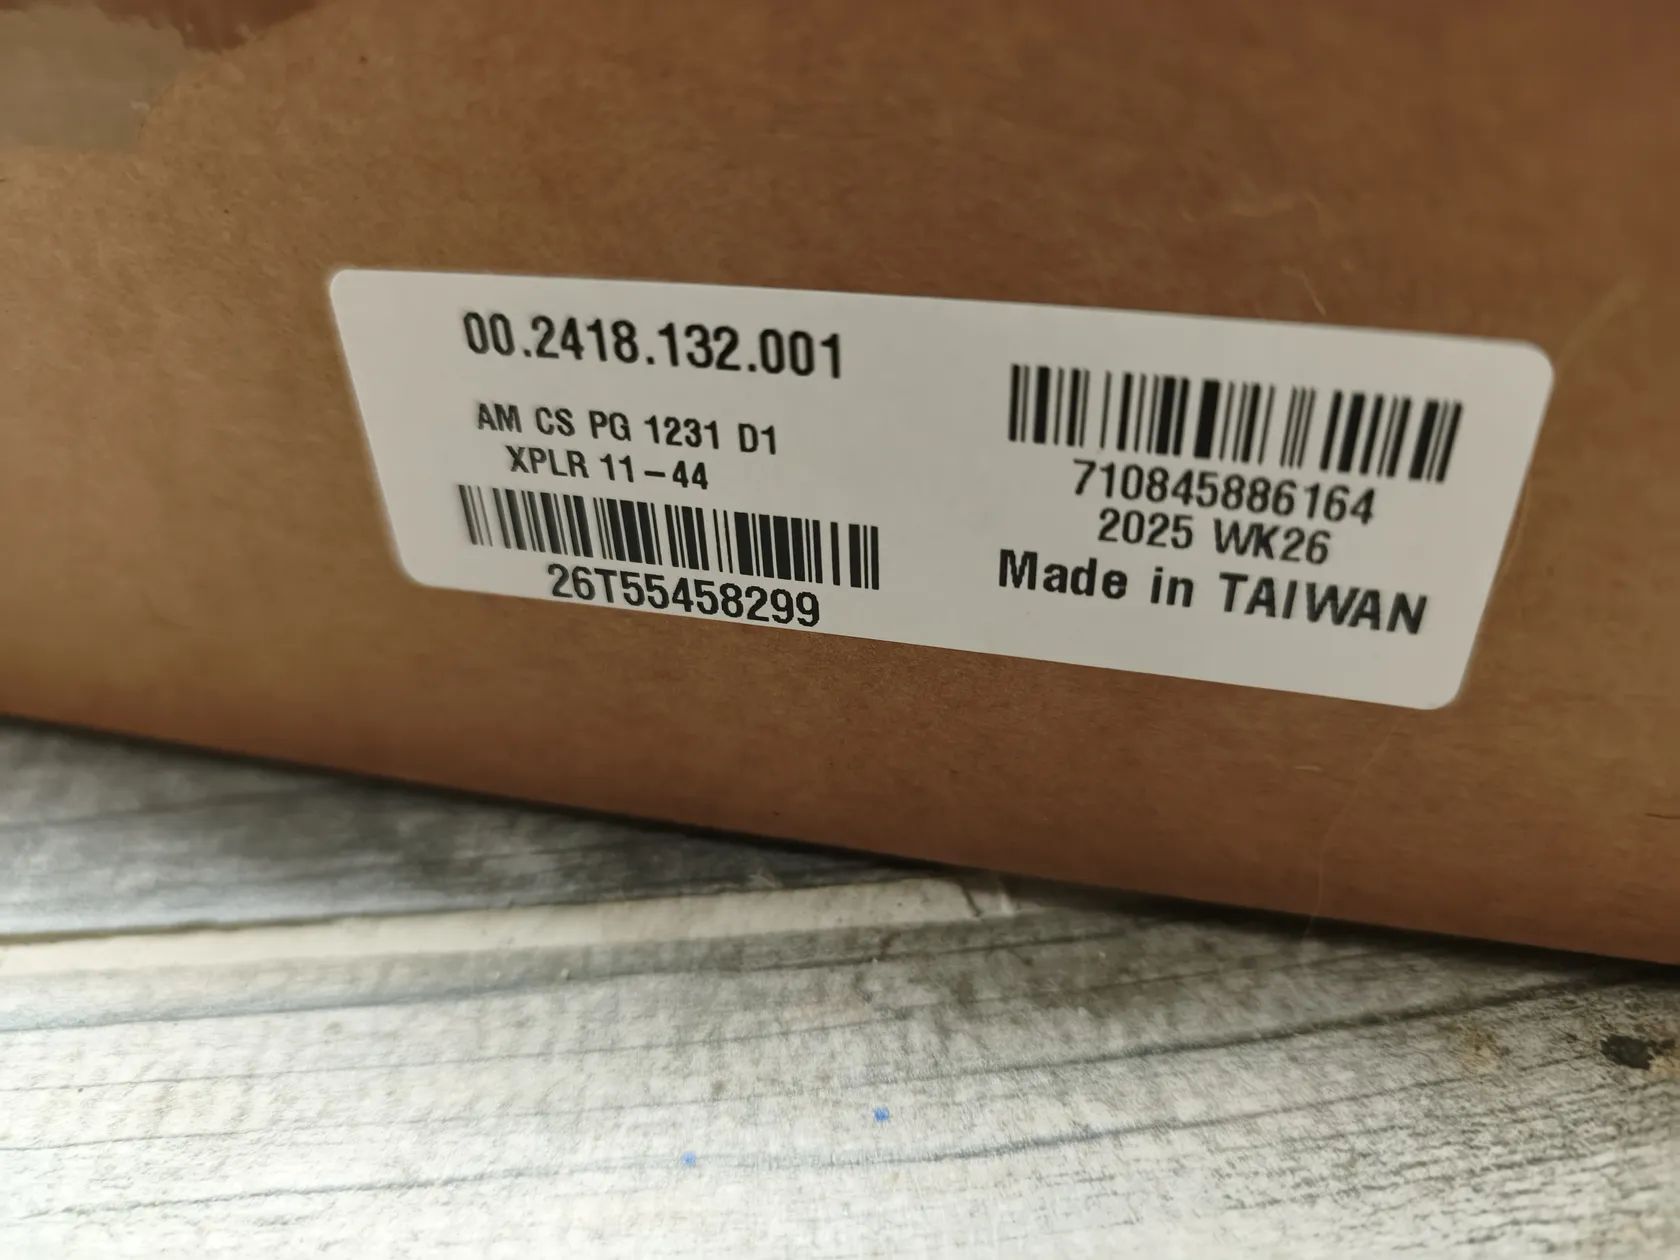 00.2418.132.001
AM CS PG 1231 D1
XPLR 11-44
26T55458299
710845886164
2025 WK26
Made in TAIWAN